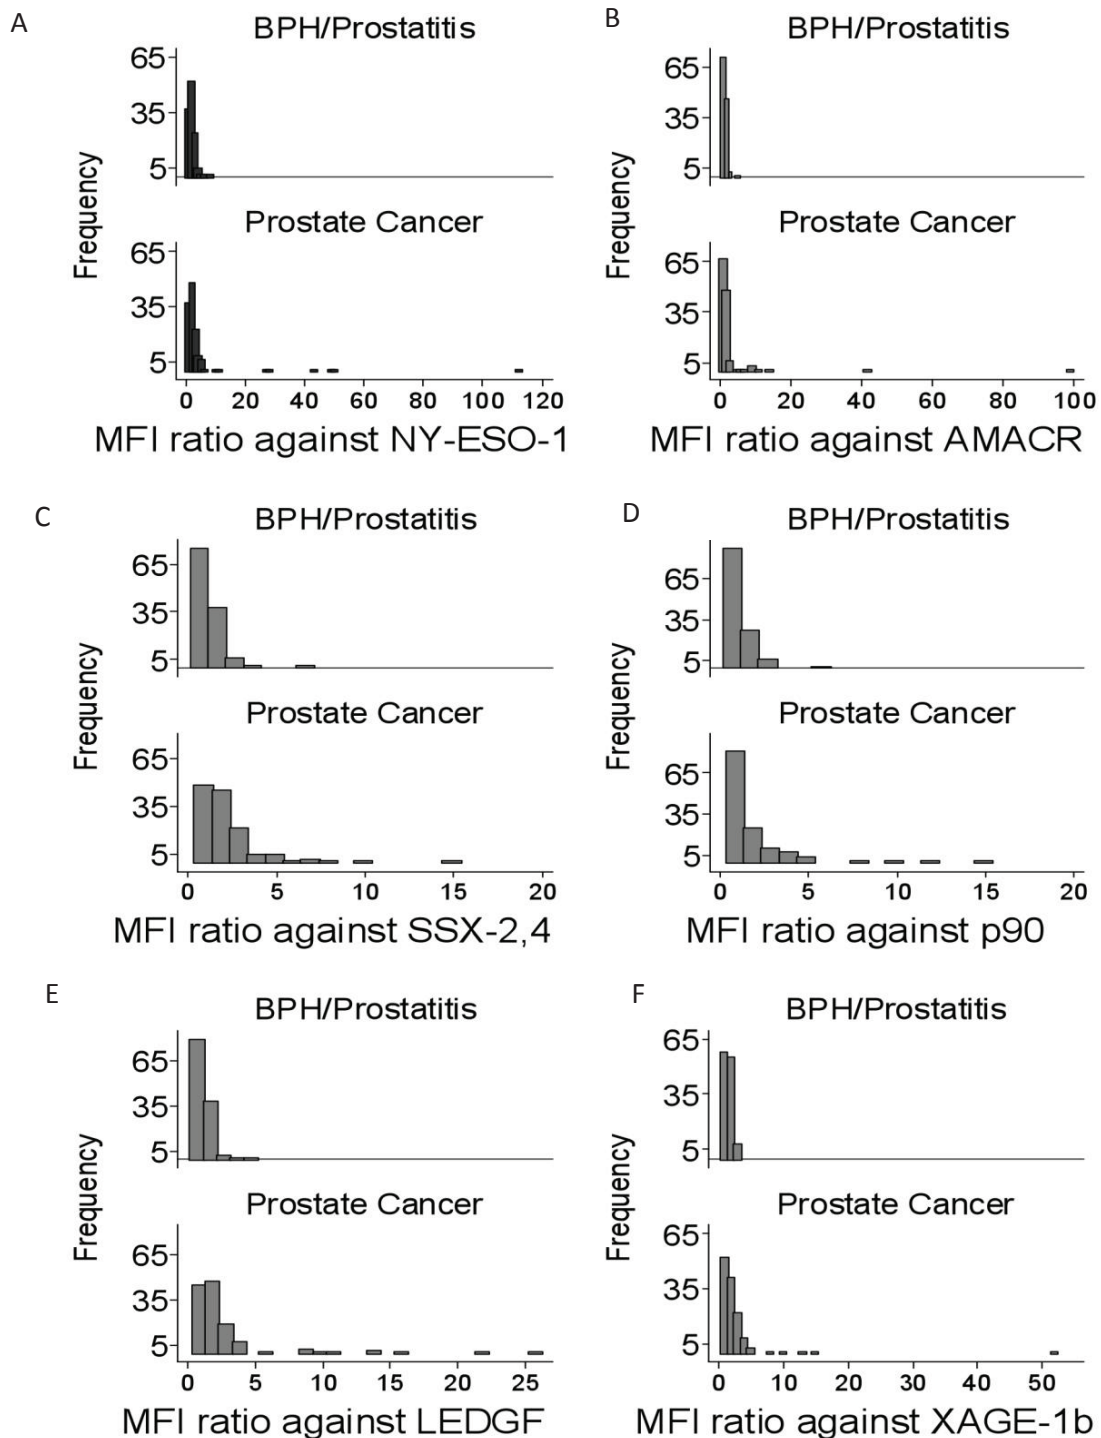 A
BPH/Prostatitis
65
35
5
Frequency
Prostate Cancer
65
35
5
0 20 40 60 80 100 120
MFI ratio against NY-ESO-1
B
BPH/Prostatitis
65
35
5
Frequency
Prostate Cancer
65
35
5
0 20 40 60 80 100
MFI ratio against AMACR
C
BPH/Prostatitis
65
35
5
Frequency
Prostate Cancer
65
35
5
0 5 10 15 20
MFI ratio against SSX-2,4
D
BPH/Prostatitis
65
35
5
Frequency
Prostate Cancer
65
35
5
0 5 10 15 20
MFI ratio against p90
E
BPH/Prostatitis
65
35
5
Frequency
Prostate Cancer
65
35
5
0 5 10 15 20 25
MFI ratio against LEDGF
F
BPH/Prostatitis
65
35
5
Frequency
Prostate Cancer
65
35
5
0 10 20 30 40 50
MFI ratio against XAGE-1b